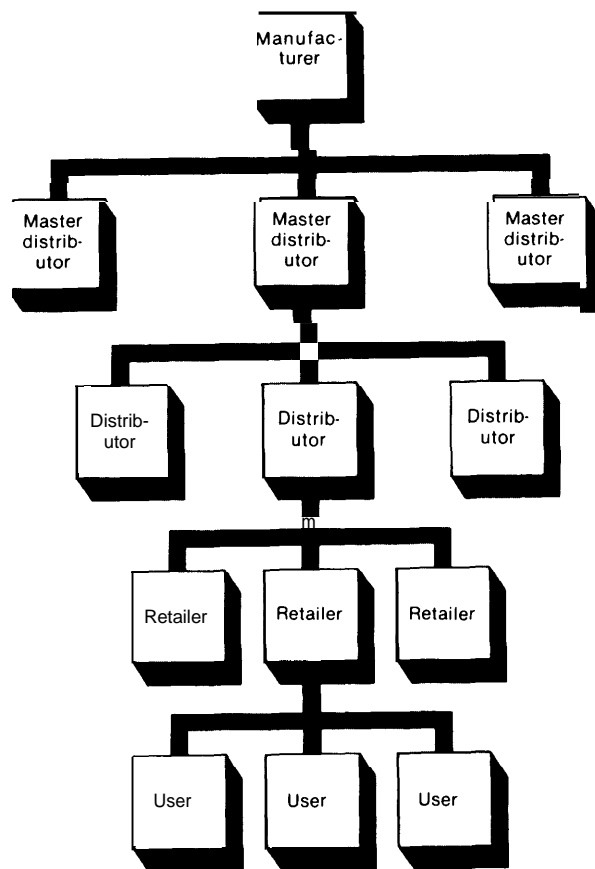 Manufac-
turer
Master
distrib-
utor
Master
distrib-
utor
Master
distrib-
utor
Distrib-
utor
Distrib-
utor
Distrib-
utor
m
Retailer
Retailer
Retailer
User
User
User